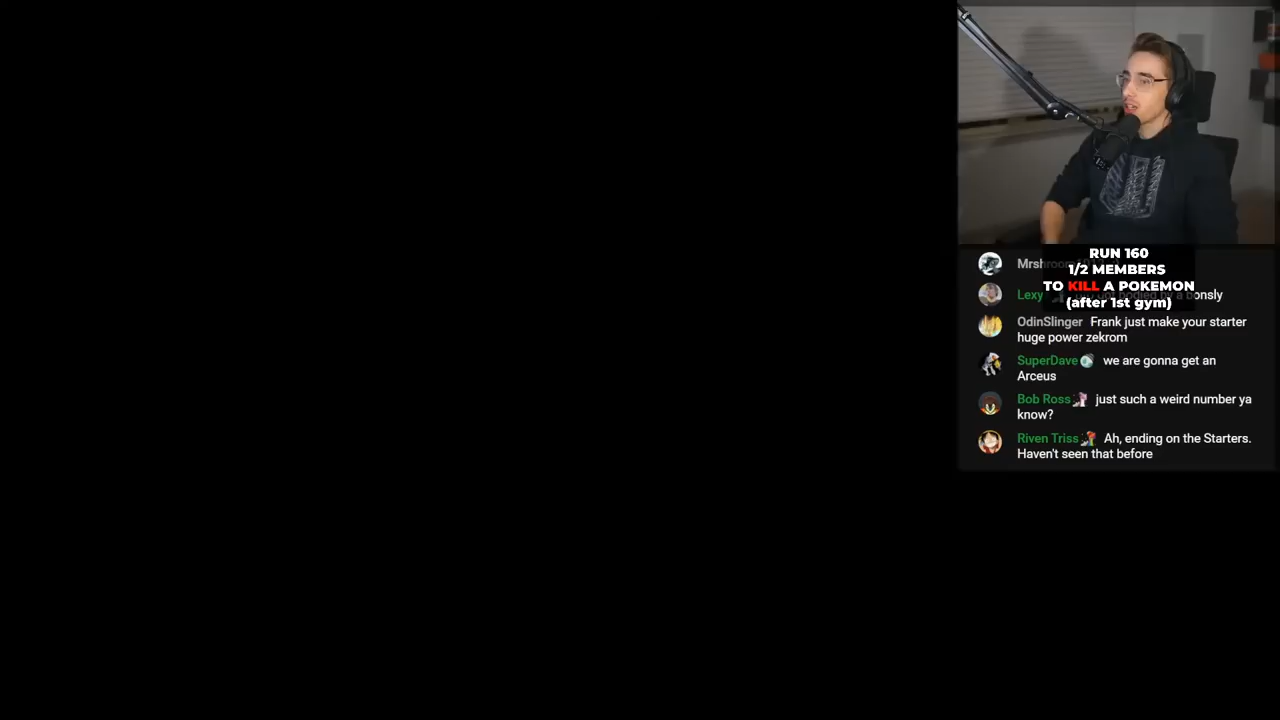 RUN 160
1/2 MEMBERS
TO KILL A POKEMON
(after 1st gym)
Lexy bonsly
OdinSlinger Frank just make your starter
huge power zekrom
SuperDave we are gonna get an
Arceus
Bob Ross just such a weird number ya
know?
Riven Triss Ah, ending on the Starters.
Haven't seen that before